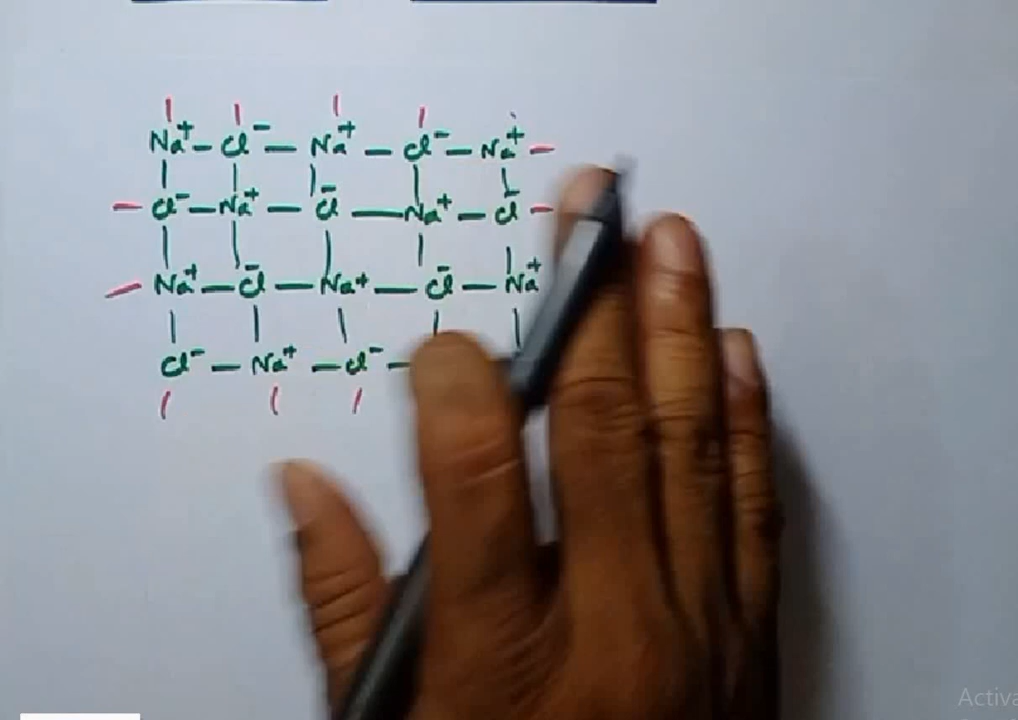 Na⁺ – Cl⁻ – Na⁺ – Cl⁻ – Na⁺ –
– Cl⁻ – Na⁺ – Cl⁻ – Na⁺ – Cl⁻ –
– Na⁺ – Cl⁻ – Na⁺ – Cl⁻ – Na⁺
Cl⁻ – Na⁺ – Cl⁻ –